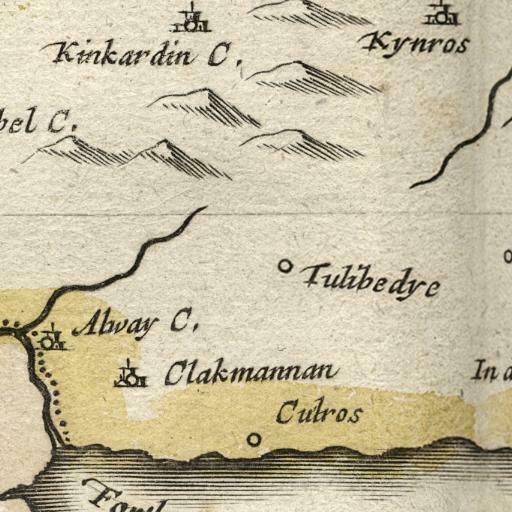 Kinkardin C.
Kynros
bel C.
Tulibedye
Alway C.
Clakmannan
In a
Culros